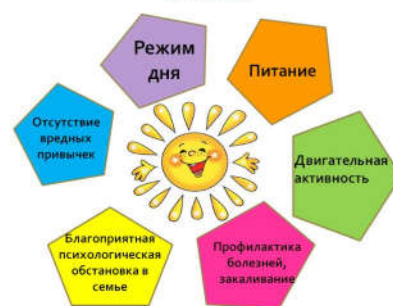 Режим
дня
Питание
Отсутствие
вредных
привычек
Двигательная
активность
Благоприятная
психологическая
обстановка в
семье
Профилактика
болезней,
закаливание